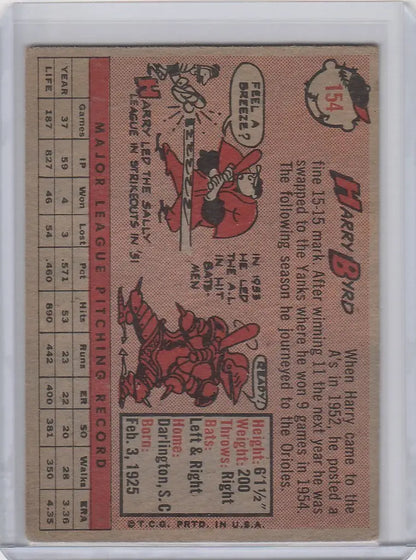 154
HARRY BYRD
When Harr came to the
A's in 1952, he posted a
fine 15-15 mark. After winning 11 the next year he was
swapped to the Yanks where he won 9 games in 1954.
The following season he journeyed to the Orioles.
FEEL A
BREEZE?
EEEEEE
HARRY LED THE SALLY
LEAGUE IN STRIKEOUTS IN '51
IN 1953
HE LED
THE A.L.
IN HIT
BATS-
MEN
READY!
Height: 6'1½"
Weight: 200
Throws: Right
Bats:
Left & Right
Home:
Darlington, S.C.
Born:
Feb. 3, 1925
© T.C.G. PRTD. IN U.S.A.
MAJOR LEAGUE PITCHING RECORD
Games IP Won Lost Pct. Hits Runs ER SO Walks ERA
YEAR 37 59 4 3 .571 53 23 22 20 28 3.36
LIFE 187 827 46 54 .460 890 442 400 381 350 4.35